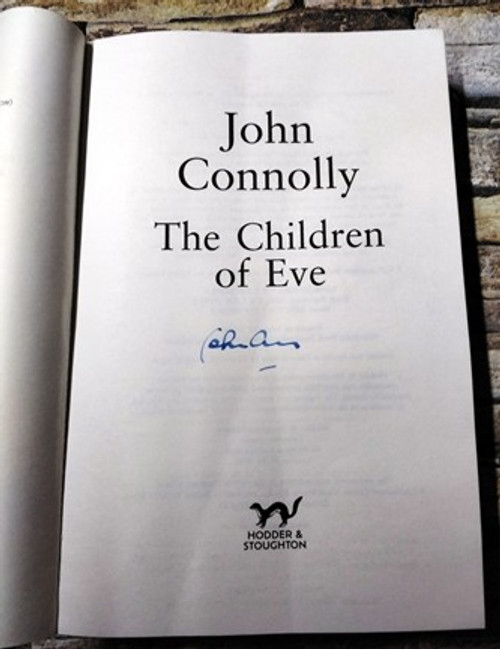 John
Connolly
The Children
of Eve
HODDER &
STOUGHTON